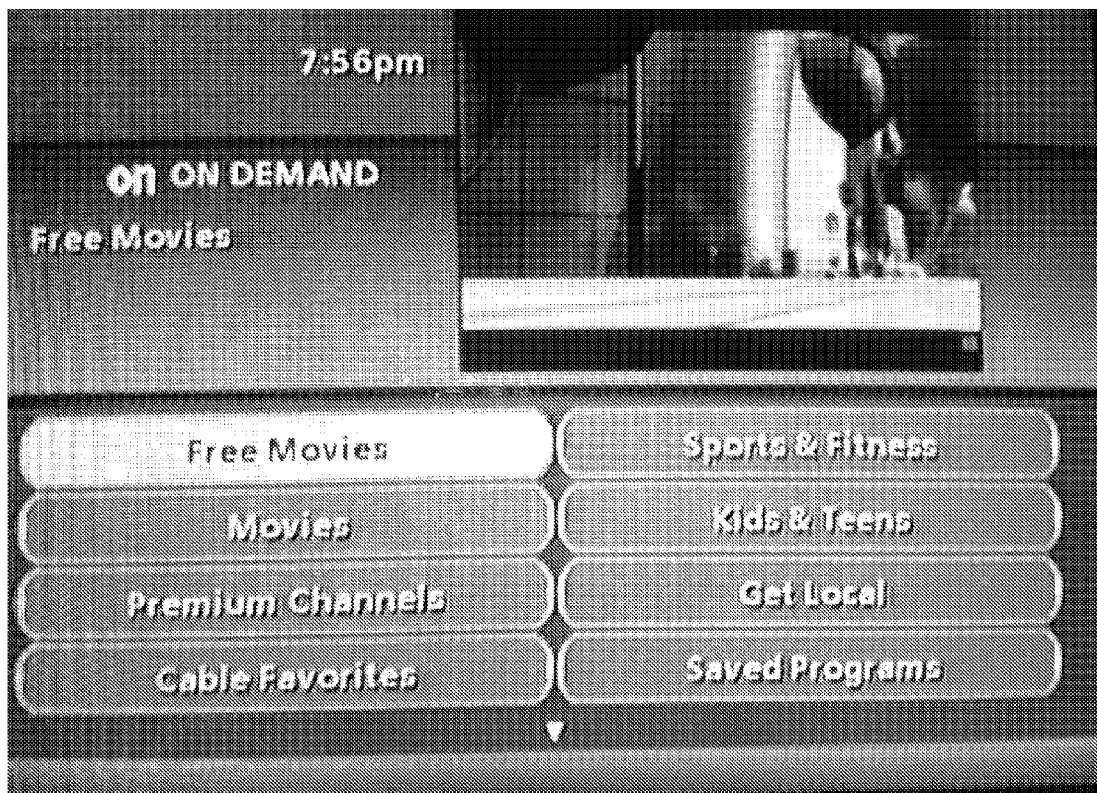 7:56pm
on ON DEMAND
Free Movies
Free Movies
Sports & Fitness
Movies
Kids & Teens
Premium Channels
Get Local
Cable Favorites
Saved Programs